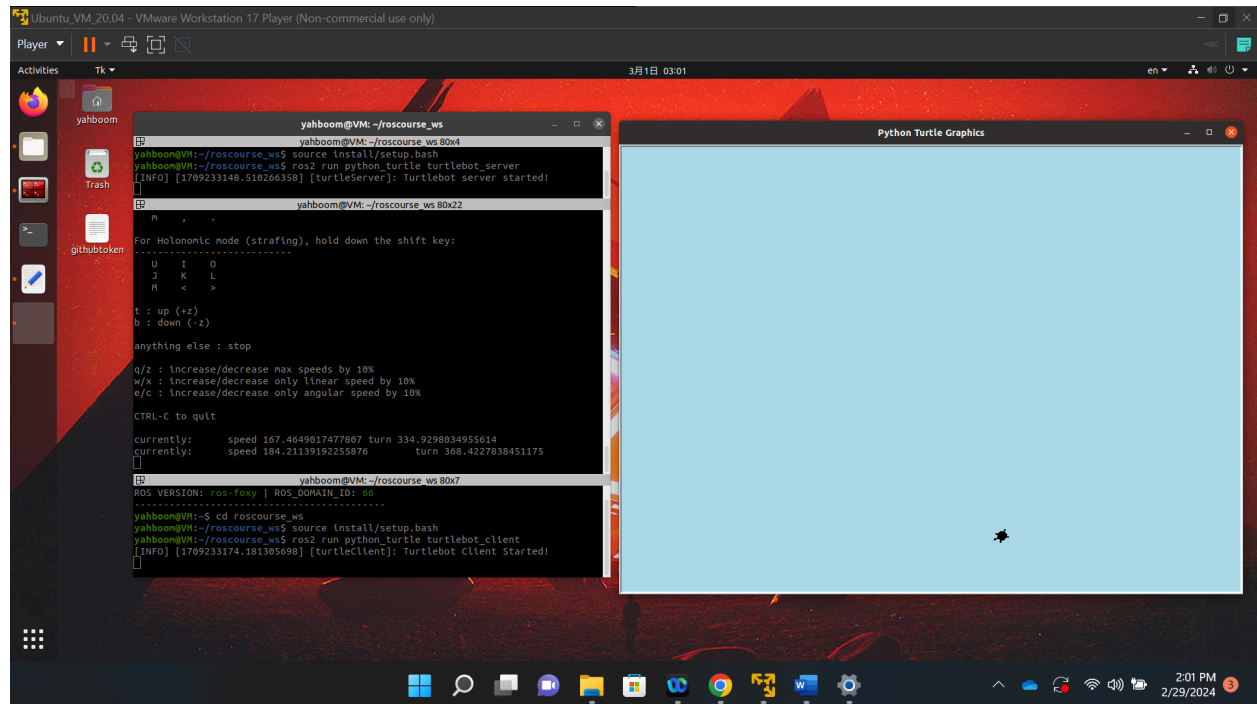 Ubuntu_VM_20.04 - VMware Workstation 17 Player (Non-commercial use only)
Player
Activities
Tk
3月1日 03:01
en
yahboom
Trash
githubtoken
yahboom@VM: ~/roscourse_ws
yahboom@VM: ~/roscourse_ws 80x4
yahboom@VM:~/roscourse_ws$ source install/setup.bash
yahboom@VM:~/roscourse_ws$ ros2 run python_turtle turtlebot_server
[INFO] [1709233148.510266358] [turtleServer]: Turtlebot server started!
yahboom@VM: ~/roscourse_ws 80x22
m , .
For Holonomic mode (strafing), hold down the shift key:
---------------------------
U I O
J K L
M < >
t : up (+z)
b : down (-z)
anything else : stop
q/z : increase/decrease max speeds by 10%
w/x : increase/decrease only linear speed by 10%
e/c : increase/decrease only angular speed by 10%
CTRL-C to quit
currently: speed 167.4649017477807 turn 334.9298034955614
currently: speed 184.21139192255876 turn 368.4227838451175
yahboom@VM: ~/roscourse_ws 80x7
ROS VERSION: ros-foxy | ROS_DOMAIN_ID: 66
-----------------------------------------
yahboom@VM:~$ cd roscourse_ws
yahboom@VM:~/roscourse_ws$ source install/setup.bash
yahboom@VM:~/roscourse_ws$ ros2 run python_turtle turtlebot_client
[INFO] [1709233174.181305698] [turtleClient]: Turtlebot Client Started!
Python Turtle Graphics
2:01 PM
2/29/2024
3